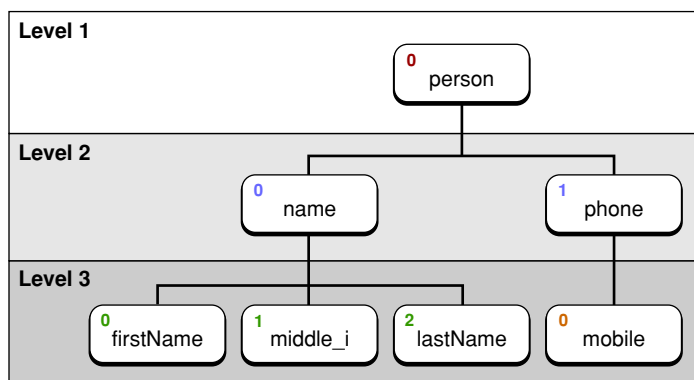 Level 1
0
person
Level 2
0
name
1
phone
Level 3
0
firstName
1
middle_i
2
lastName
0
mobile